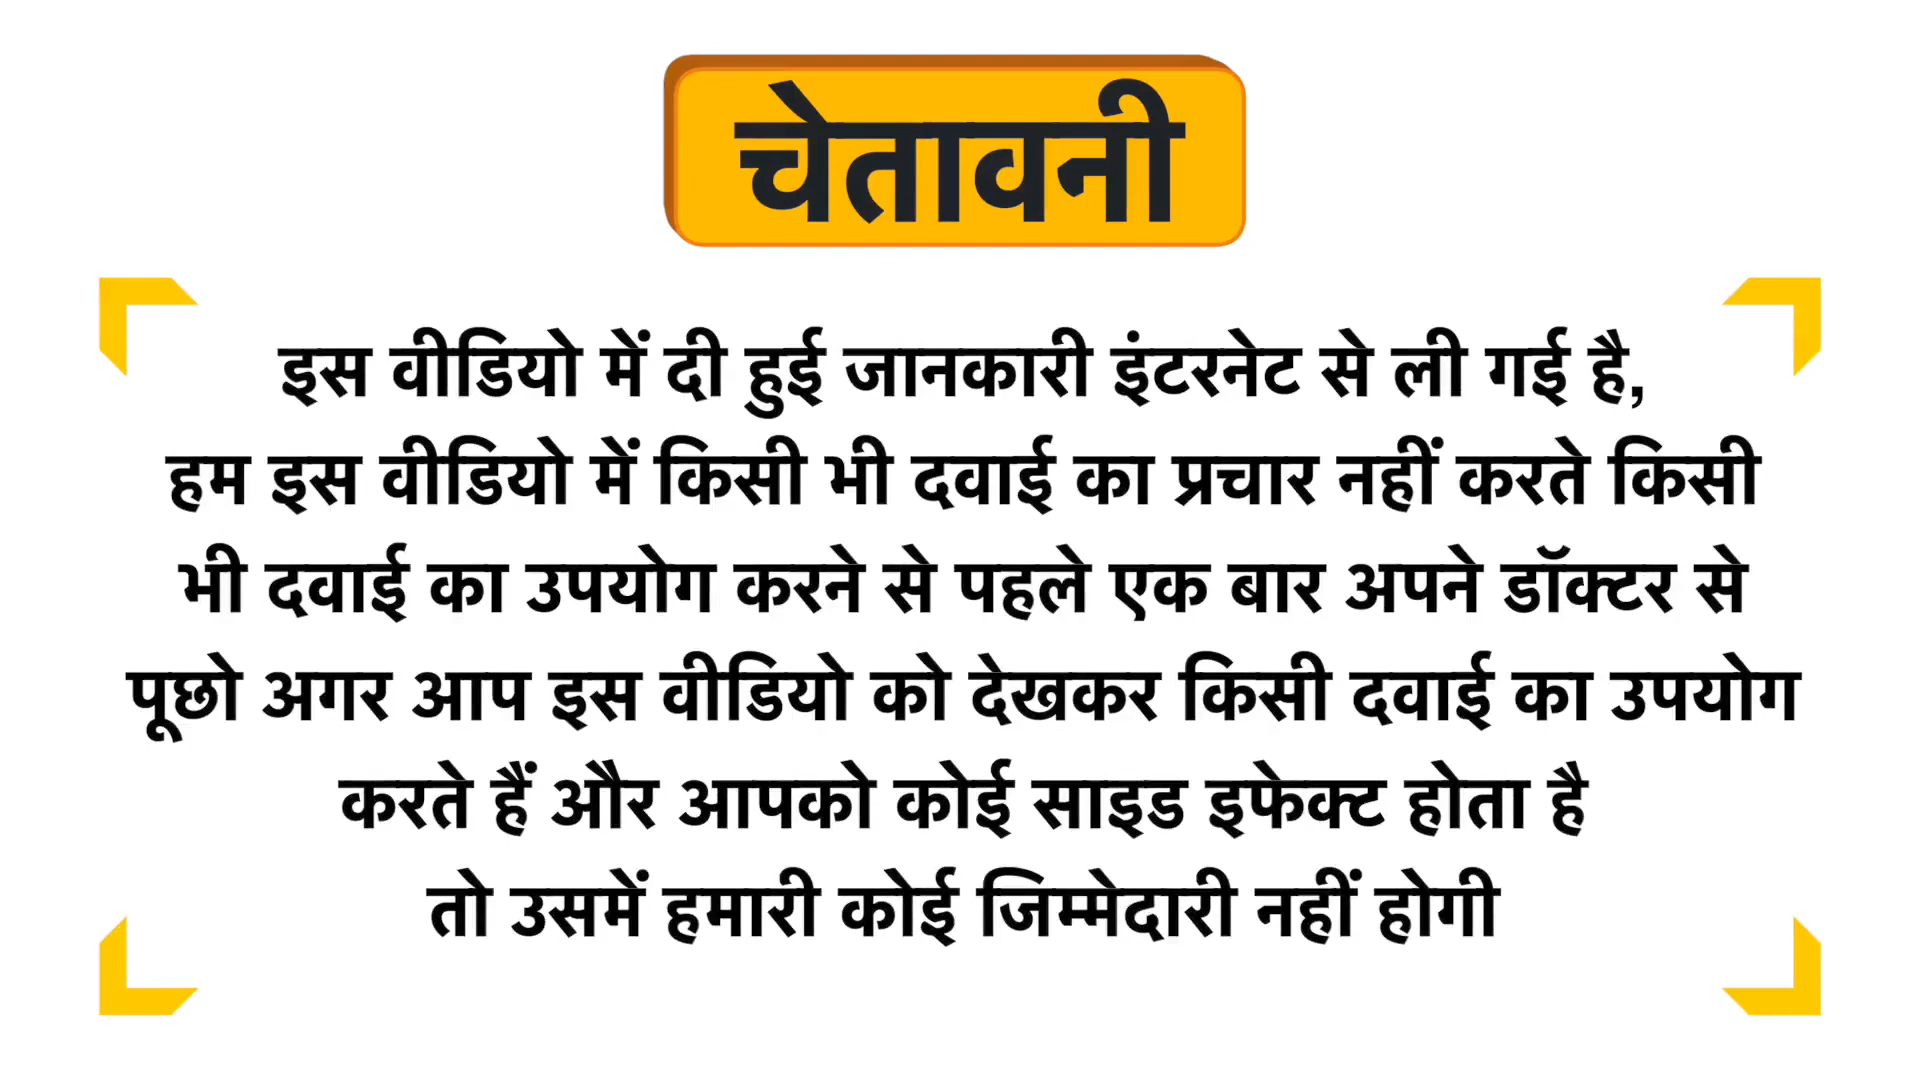 चेतावनी
इस वीडियो में दी हुई जानकारी इंटरनेट से ली गई है,
हम इस वीडियो में किसी भी दवाई का प्रचार नहीं करते किसी
भी दवाई का उपयोग करने से पहले एक बार अपने डॉक्टर से
पूछो अगर आप इस वीडियो को देखकर किसी दवाई का उपयोग
करते हैं और आपको कोई साइड इफेक्ट होता है
तो उसमें हमारी कोई जिम्मेदारी नहीं होगी